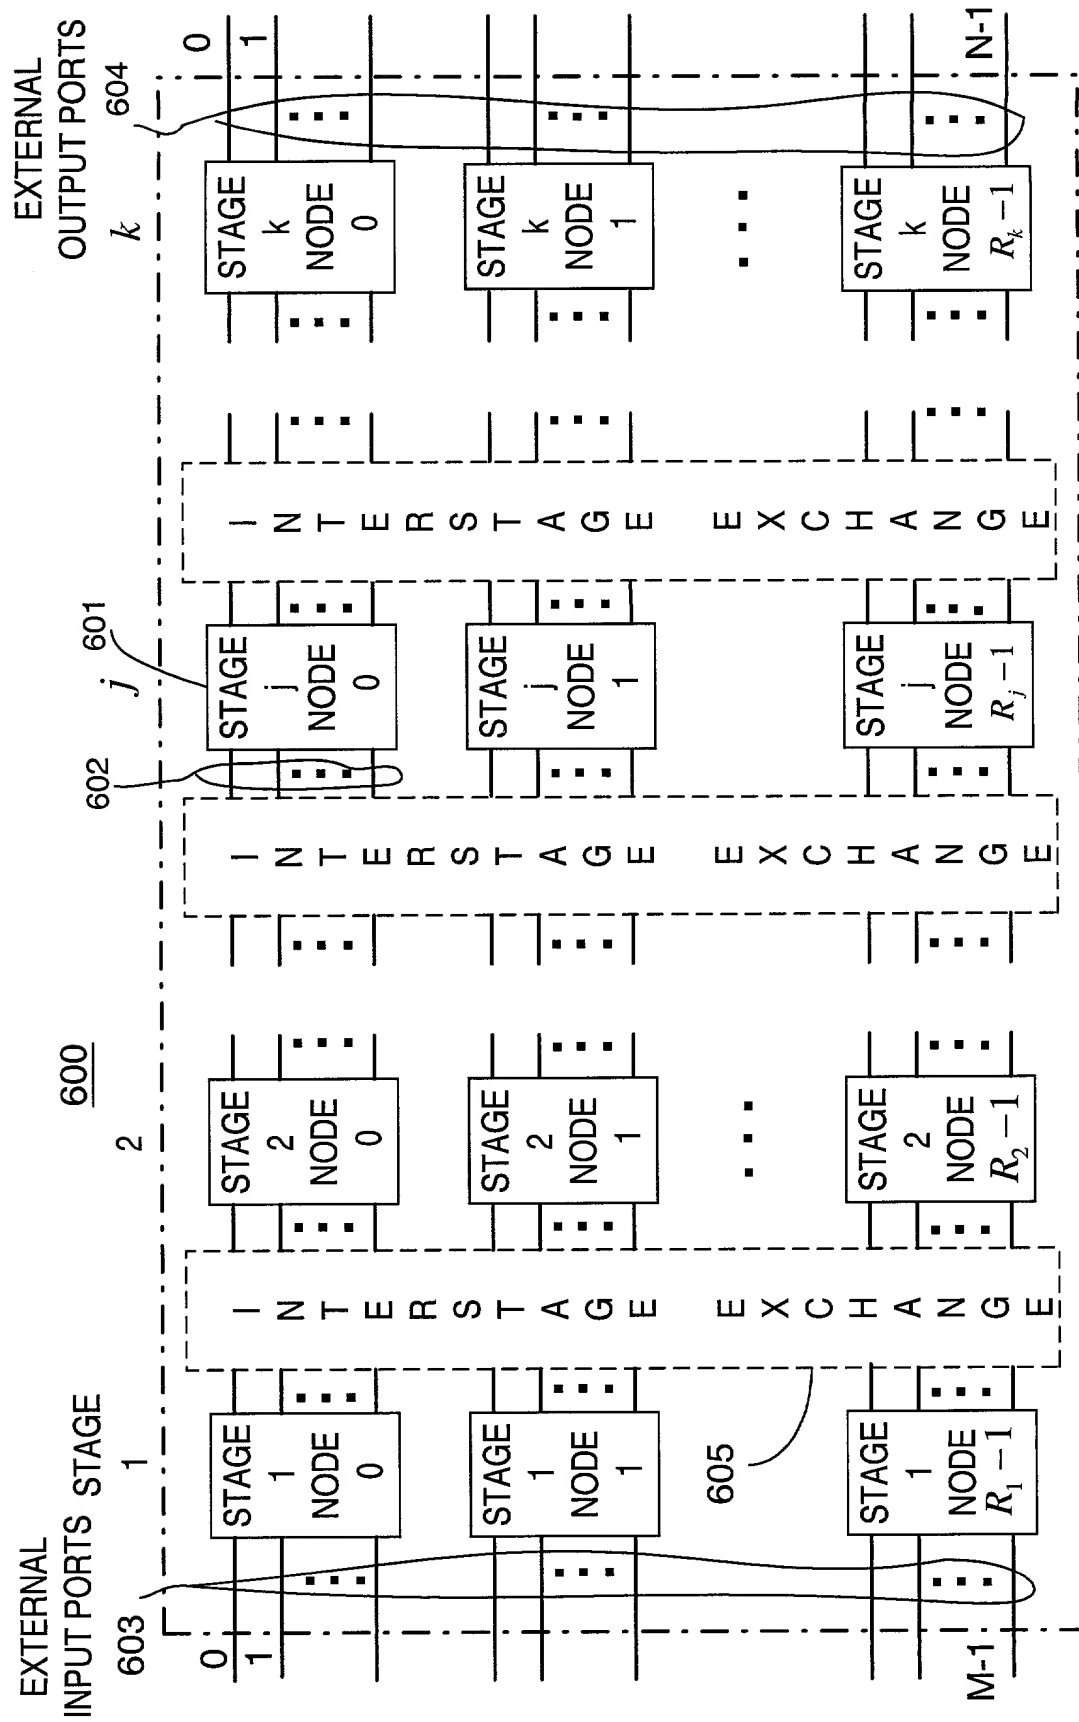 EXTERNAL
INPUT PORTS
603
0
1
M-1
STAGE
1
2
j
k
600
601
602
604
605
EXTERNAL
OUTPUT PORTS
0
1
N-1
STAGE
1
NODE
0
STAGE
1
NODE
1
STAGE
1
NODE
R₁-1
INTERSTAGE EXCHANGE
STAGE
2
NODE
0
STAGE
2
NODE
1
STAGE
2
NODE
R₂-1
INTERSTAGE EXCHANGE
STAGE
j
NODE
0
STAGE
j
NODE
1
STAGE
j
NODE
Rⱼ-1
INTERSTAGE EXCHANGE
STAGE
k
NODE
0
STAGE
k
NODE
1
STAGE
k
NODE
Rₖ-1